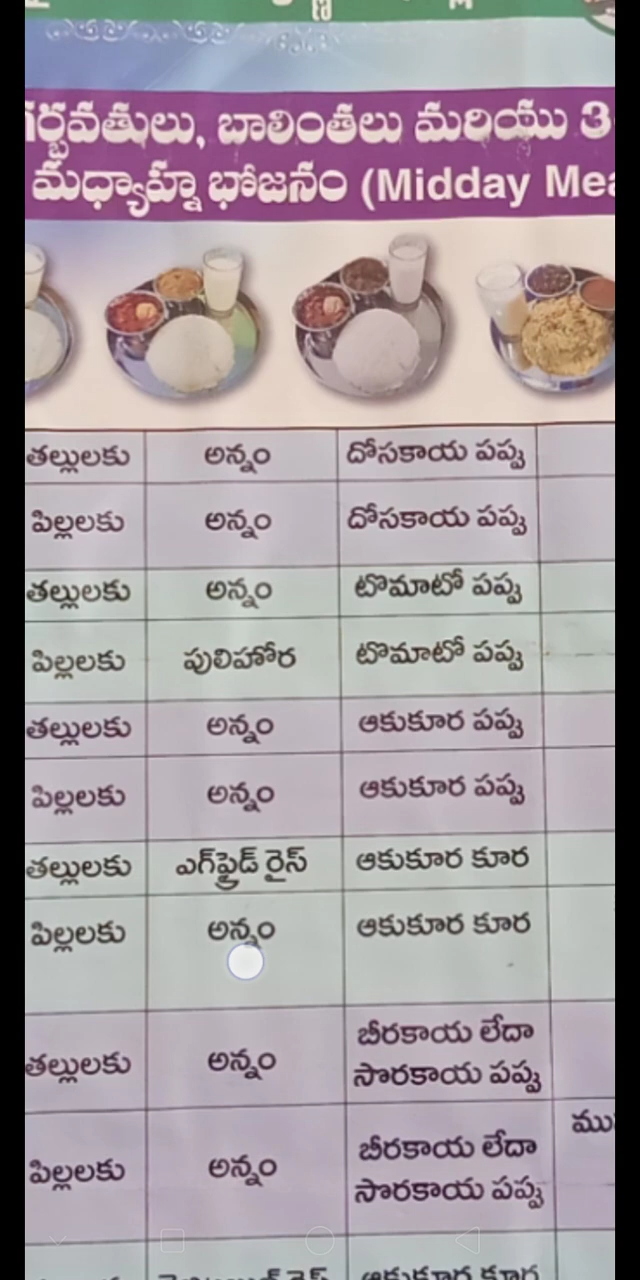 గర్భవతులు, బాలింతలు మరియు 3
మధ్యాహ్న భోజనం (Midday Mea
తల్లులకు అన్నం దోసకాయ పప్పు
పిల్లలకు అన్నం దోసకాయ పప్పు
తల్లులకు అన్నం టొమాటో పప్పు
పిల్లలకు పులిహోర టొమాటో పప్పు
తల్లులకు అన్నం ఆకుకూర పప్పు
పిల్లలకు అన్నం ఆకుకూర పప్పు
తల్లులకు ఎగ్‌ఫ్రైడ్ రైస్ ఆకుకూర కూర
పిల్లలకు అన్నం ఆకుకూర కూర
తల్లులకు అన్నం బీరకాయ లేదా
సొరకాయ పప్పు
ము
పిల్లలకు అన్నం బీరకాయ లేదా
సొరకాయ పప్పు
ఆకుకూర కూర